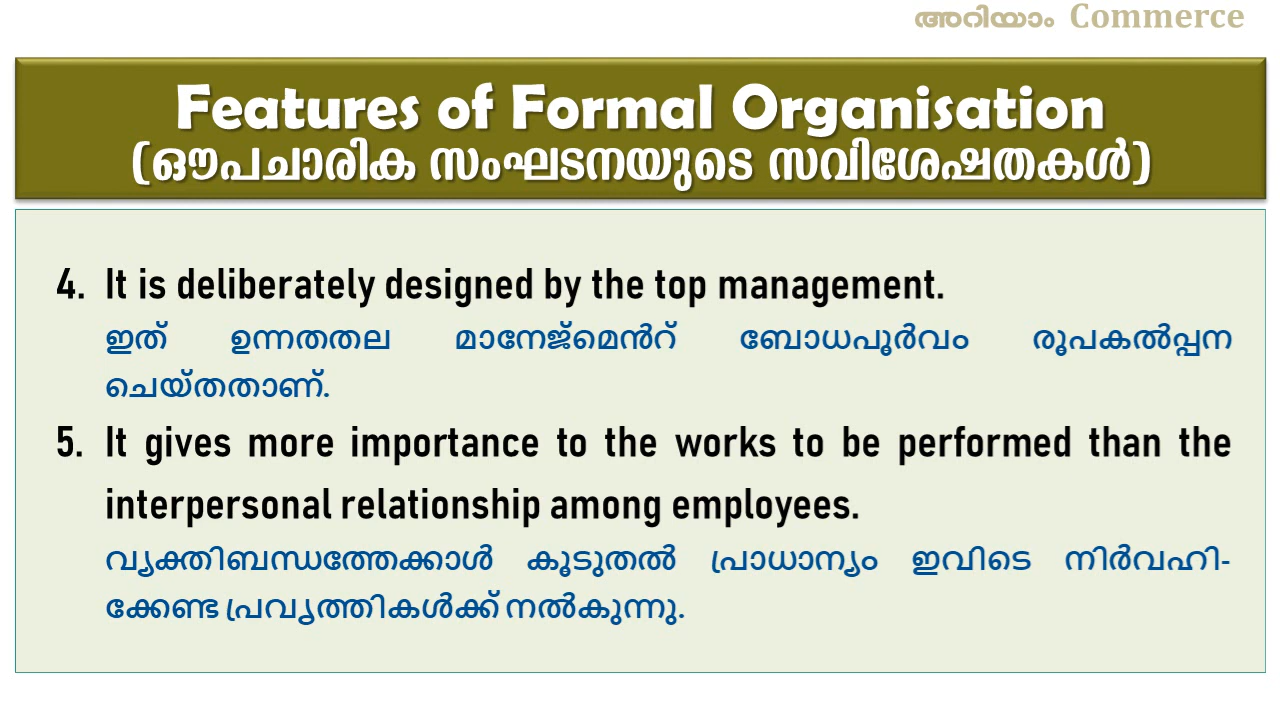 അറിയാം Commerce
Features of Formal Organisation
(ഔപചാരിക സംഘടനയുടെ സവിശേഷതകൾ)
4. It is deliberately designed by the top management.
ഇത് ഉന്നതതല മാനേജ്മെൻറ് ബോധപൂർവം രൂപകൽപ്പന
ചെയ്തതാണ്.
5. It gives more importance to the works to be performed than the
interpersonal relationship among employees.
വ്യക്തിബന്ധത്തേക്കാൾ കൂടുതൽ പ്രാധാന്യം ഇവിടെ നിർവഹി-
ക്കേണ്ട പ്രവൃത്തികൾക്ക് നൽകുന്നു.